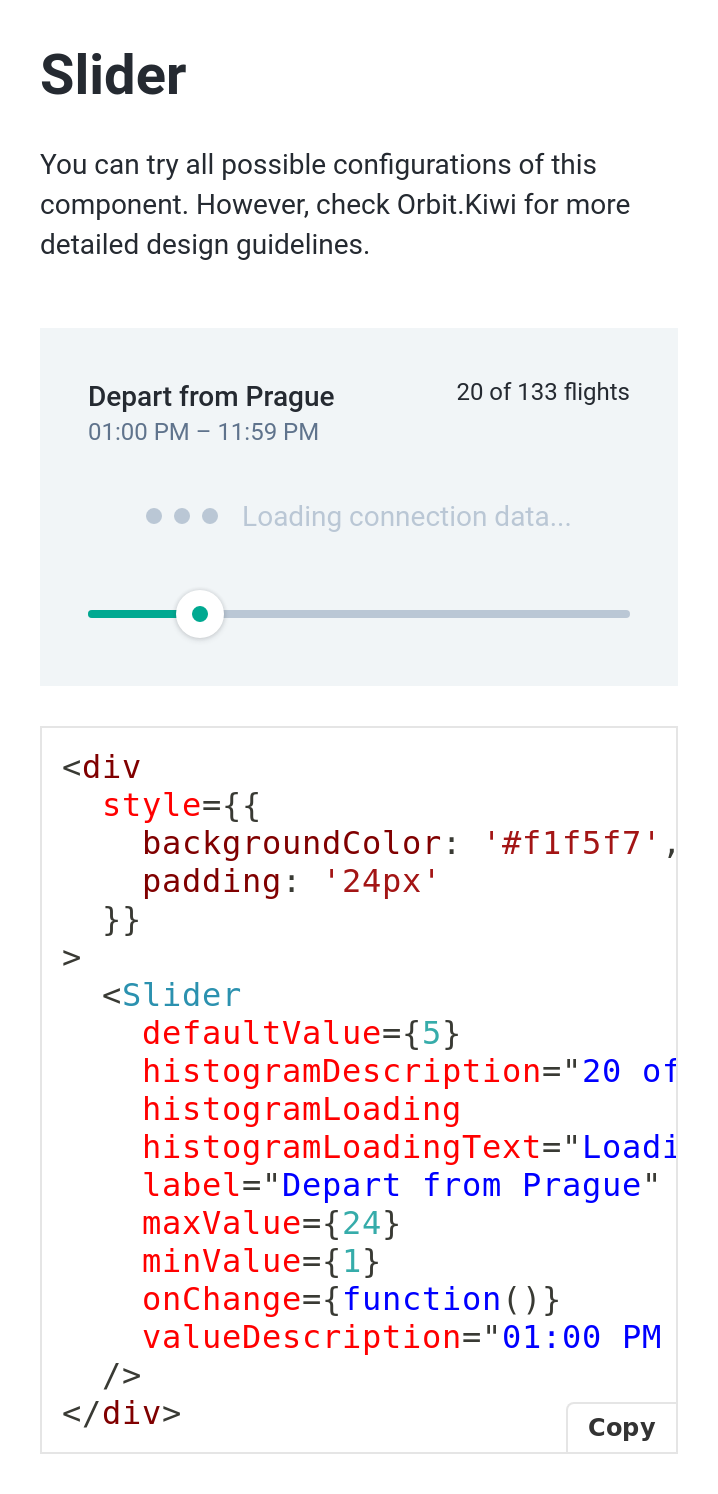 Slider
You can try all possible configurations of this
component. However, check Orbit.Kiwi for more
detailed design guidelines.
Depart from Prague
20 of 133 flights
01:00 PM – 11:59 PM
Loading connection data...
<div
  style={{
    backgroundColor: '#f1f5f7',
    padding: '24px'
  }}
>
  <Slider
    defaultValue={5}
    histogramDescription="20 of
    histogramLoading
    histogramLoadingText="Loadi
    label="Depart from Prague"
    maxValue={24}
    minValue={1}
    onChange={function()}
    valueDescription="01:00 PM
  />
</div>
Copy